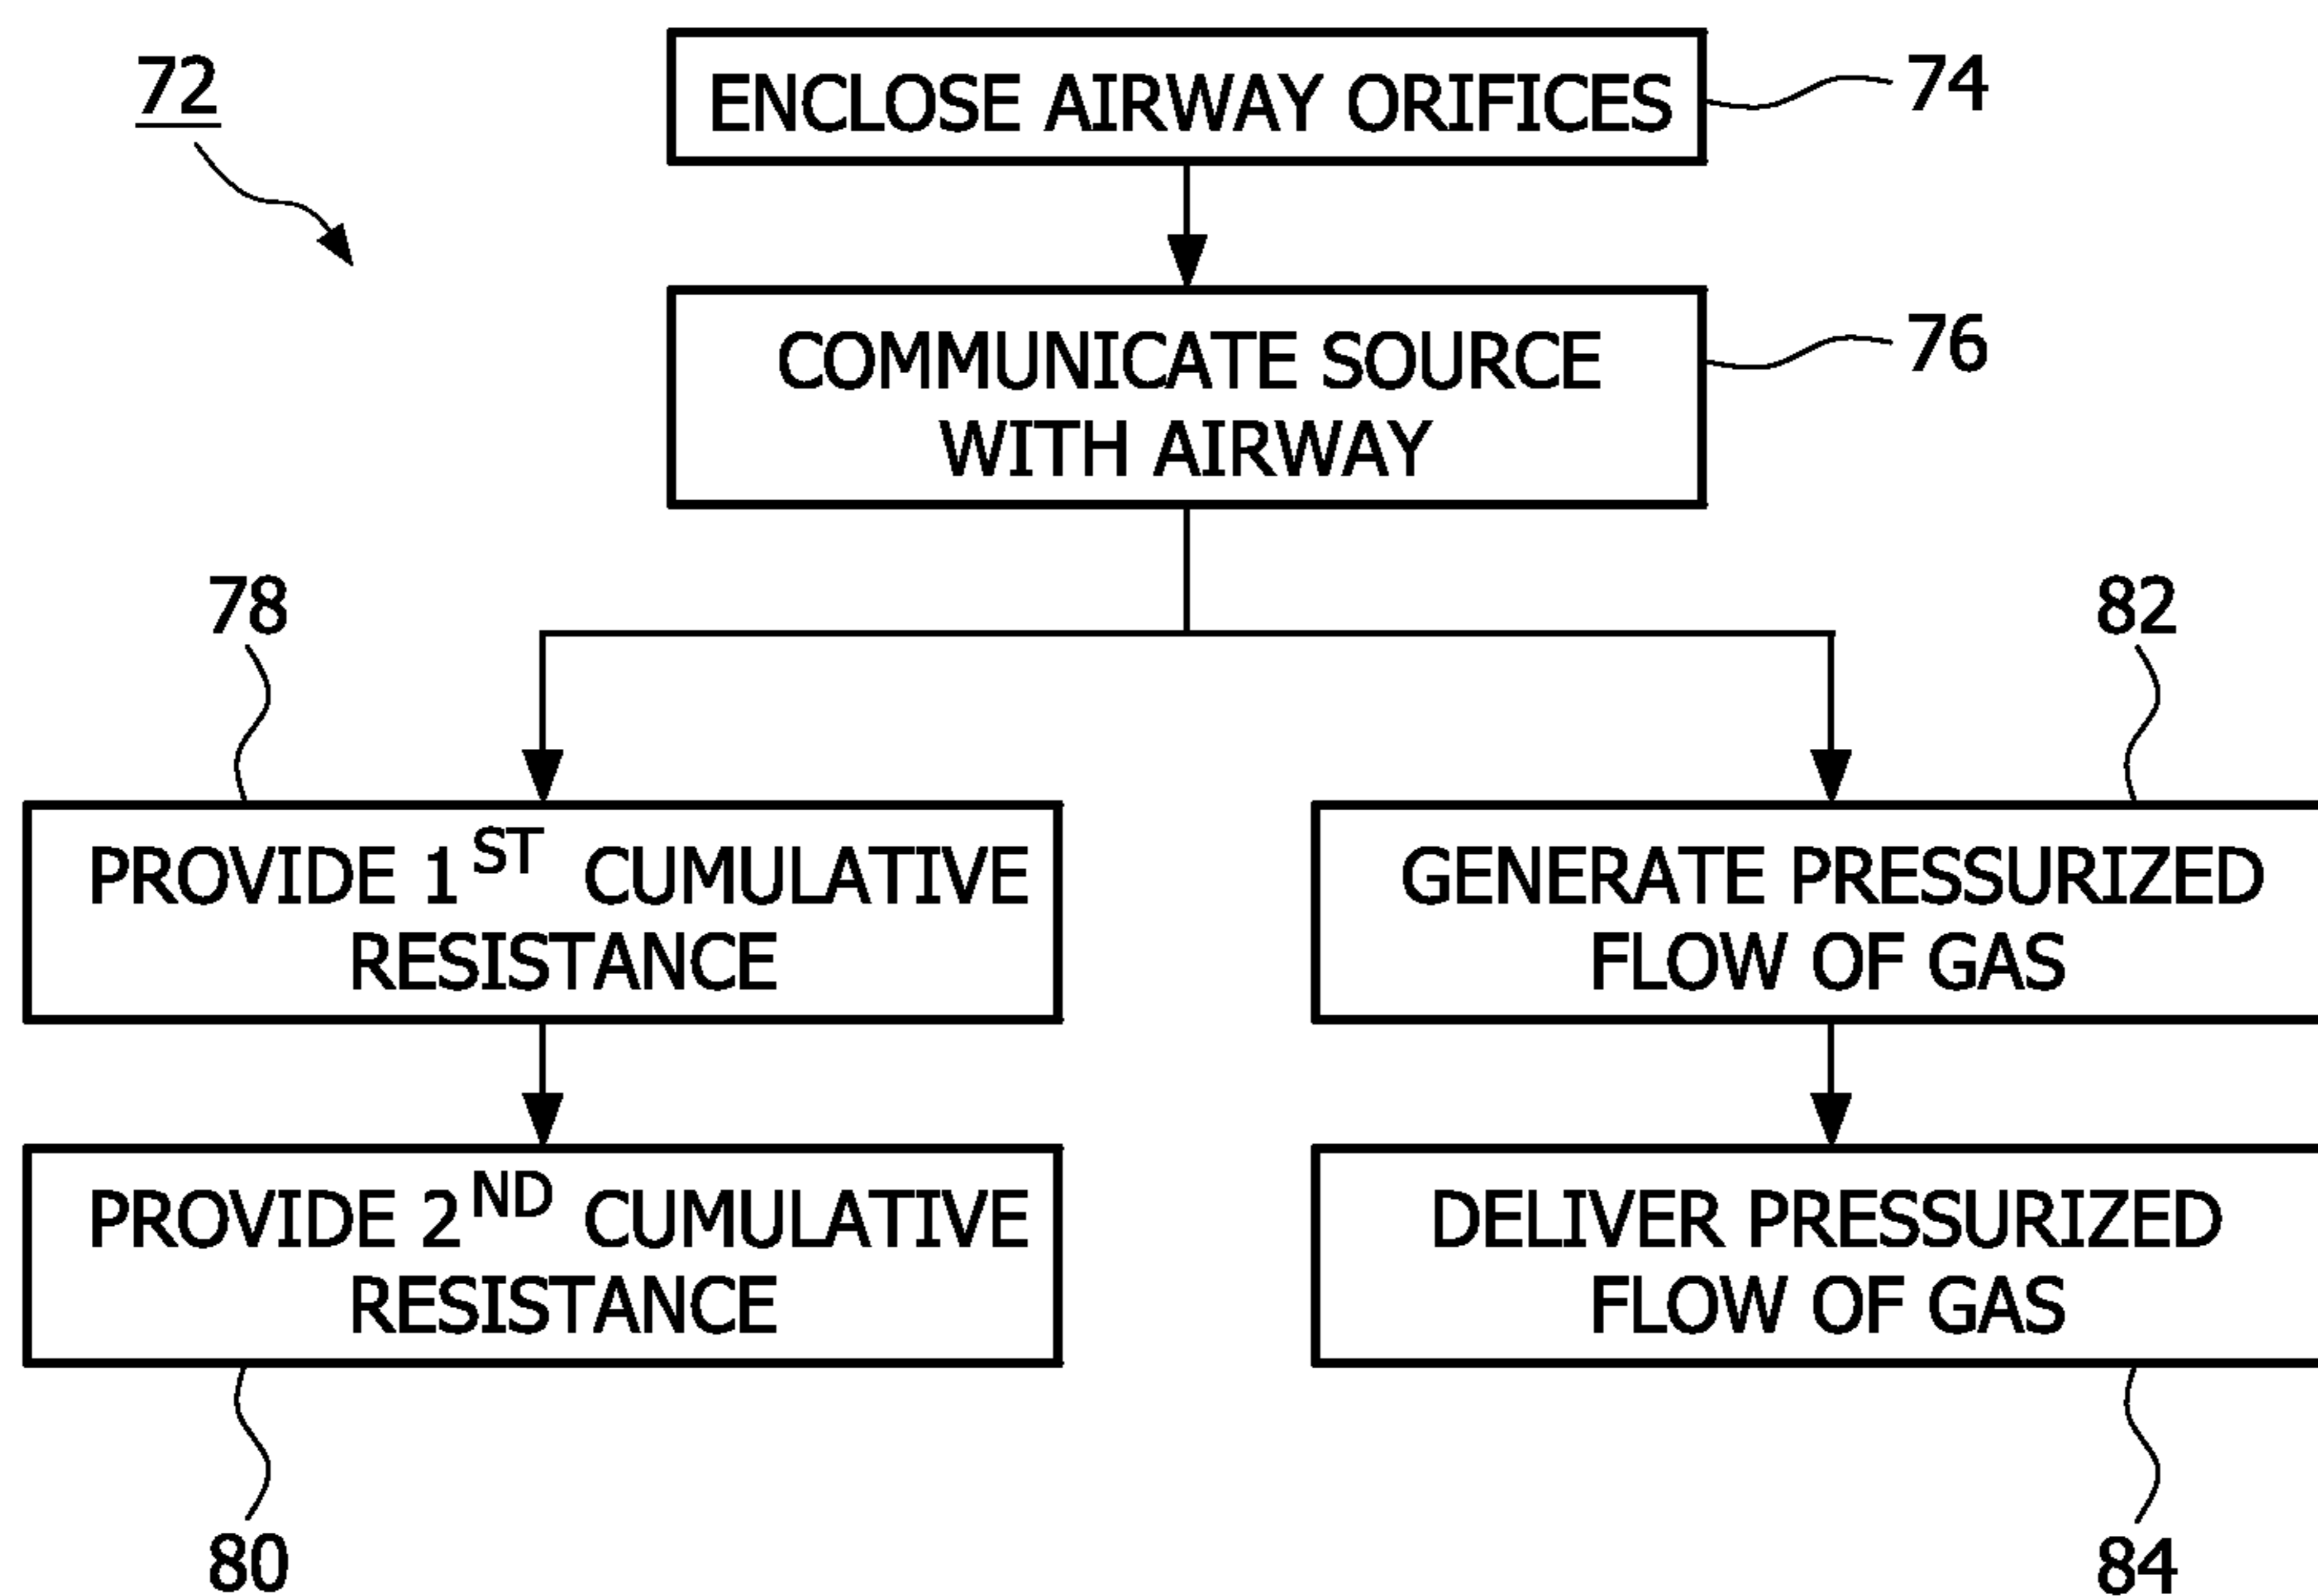 72
ENCLOSE AIRWAY ORIFICES
74
COMMUNICATE SOURCE
WITH AIRWAY
76
78
82
PROVIDE 1ST CUMULATIVE
RESISTANCE
GENERATE PRESSURIZED
FLOW OF GAS
PROVIDE 2ND CUMULATIVE
RESISTANCE
DELIVER PRESSURIZED
FLOW OF GAS
80
84